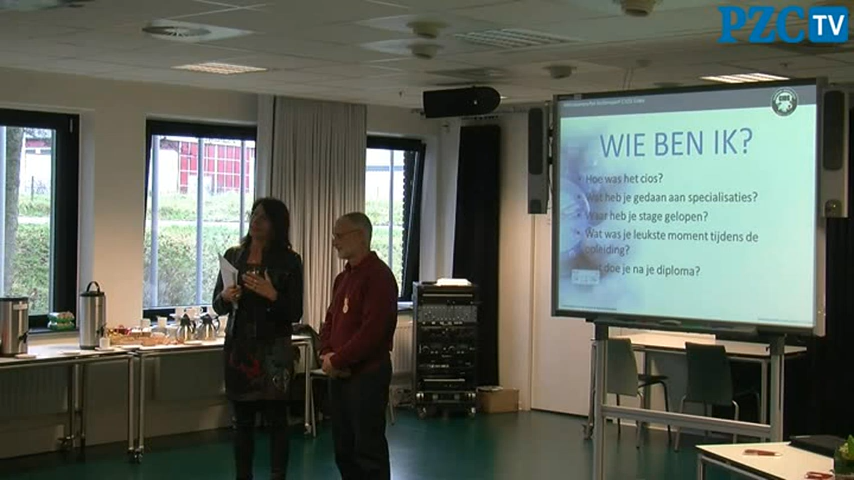 PZC TV
WIE BEN IK?
Hoe was het cios?
Wat heb je gedaan aan specialisaties?
Waar heb je stage gelopen?
Wat was je leukste moment tijdens de
opleiding?
doe je na je diploma?